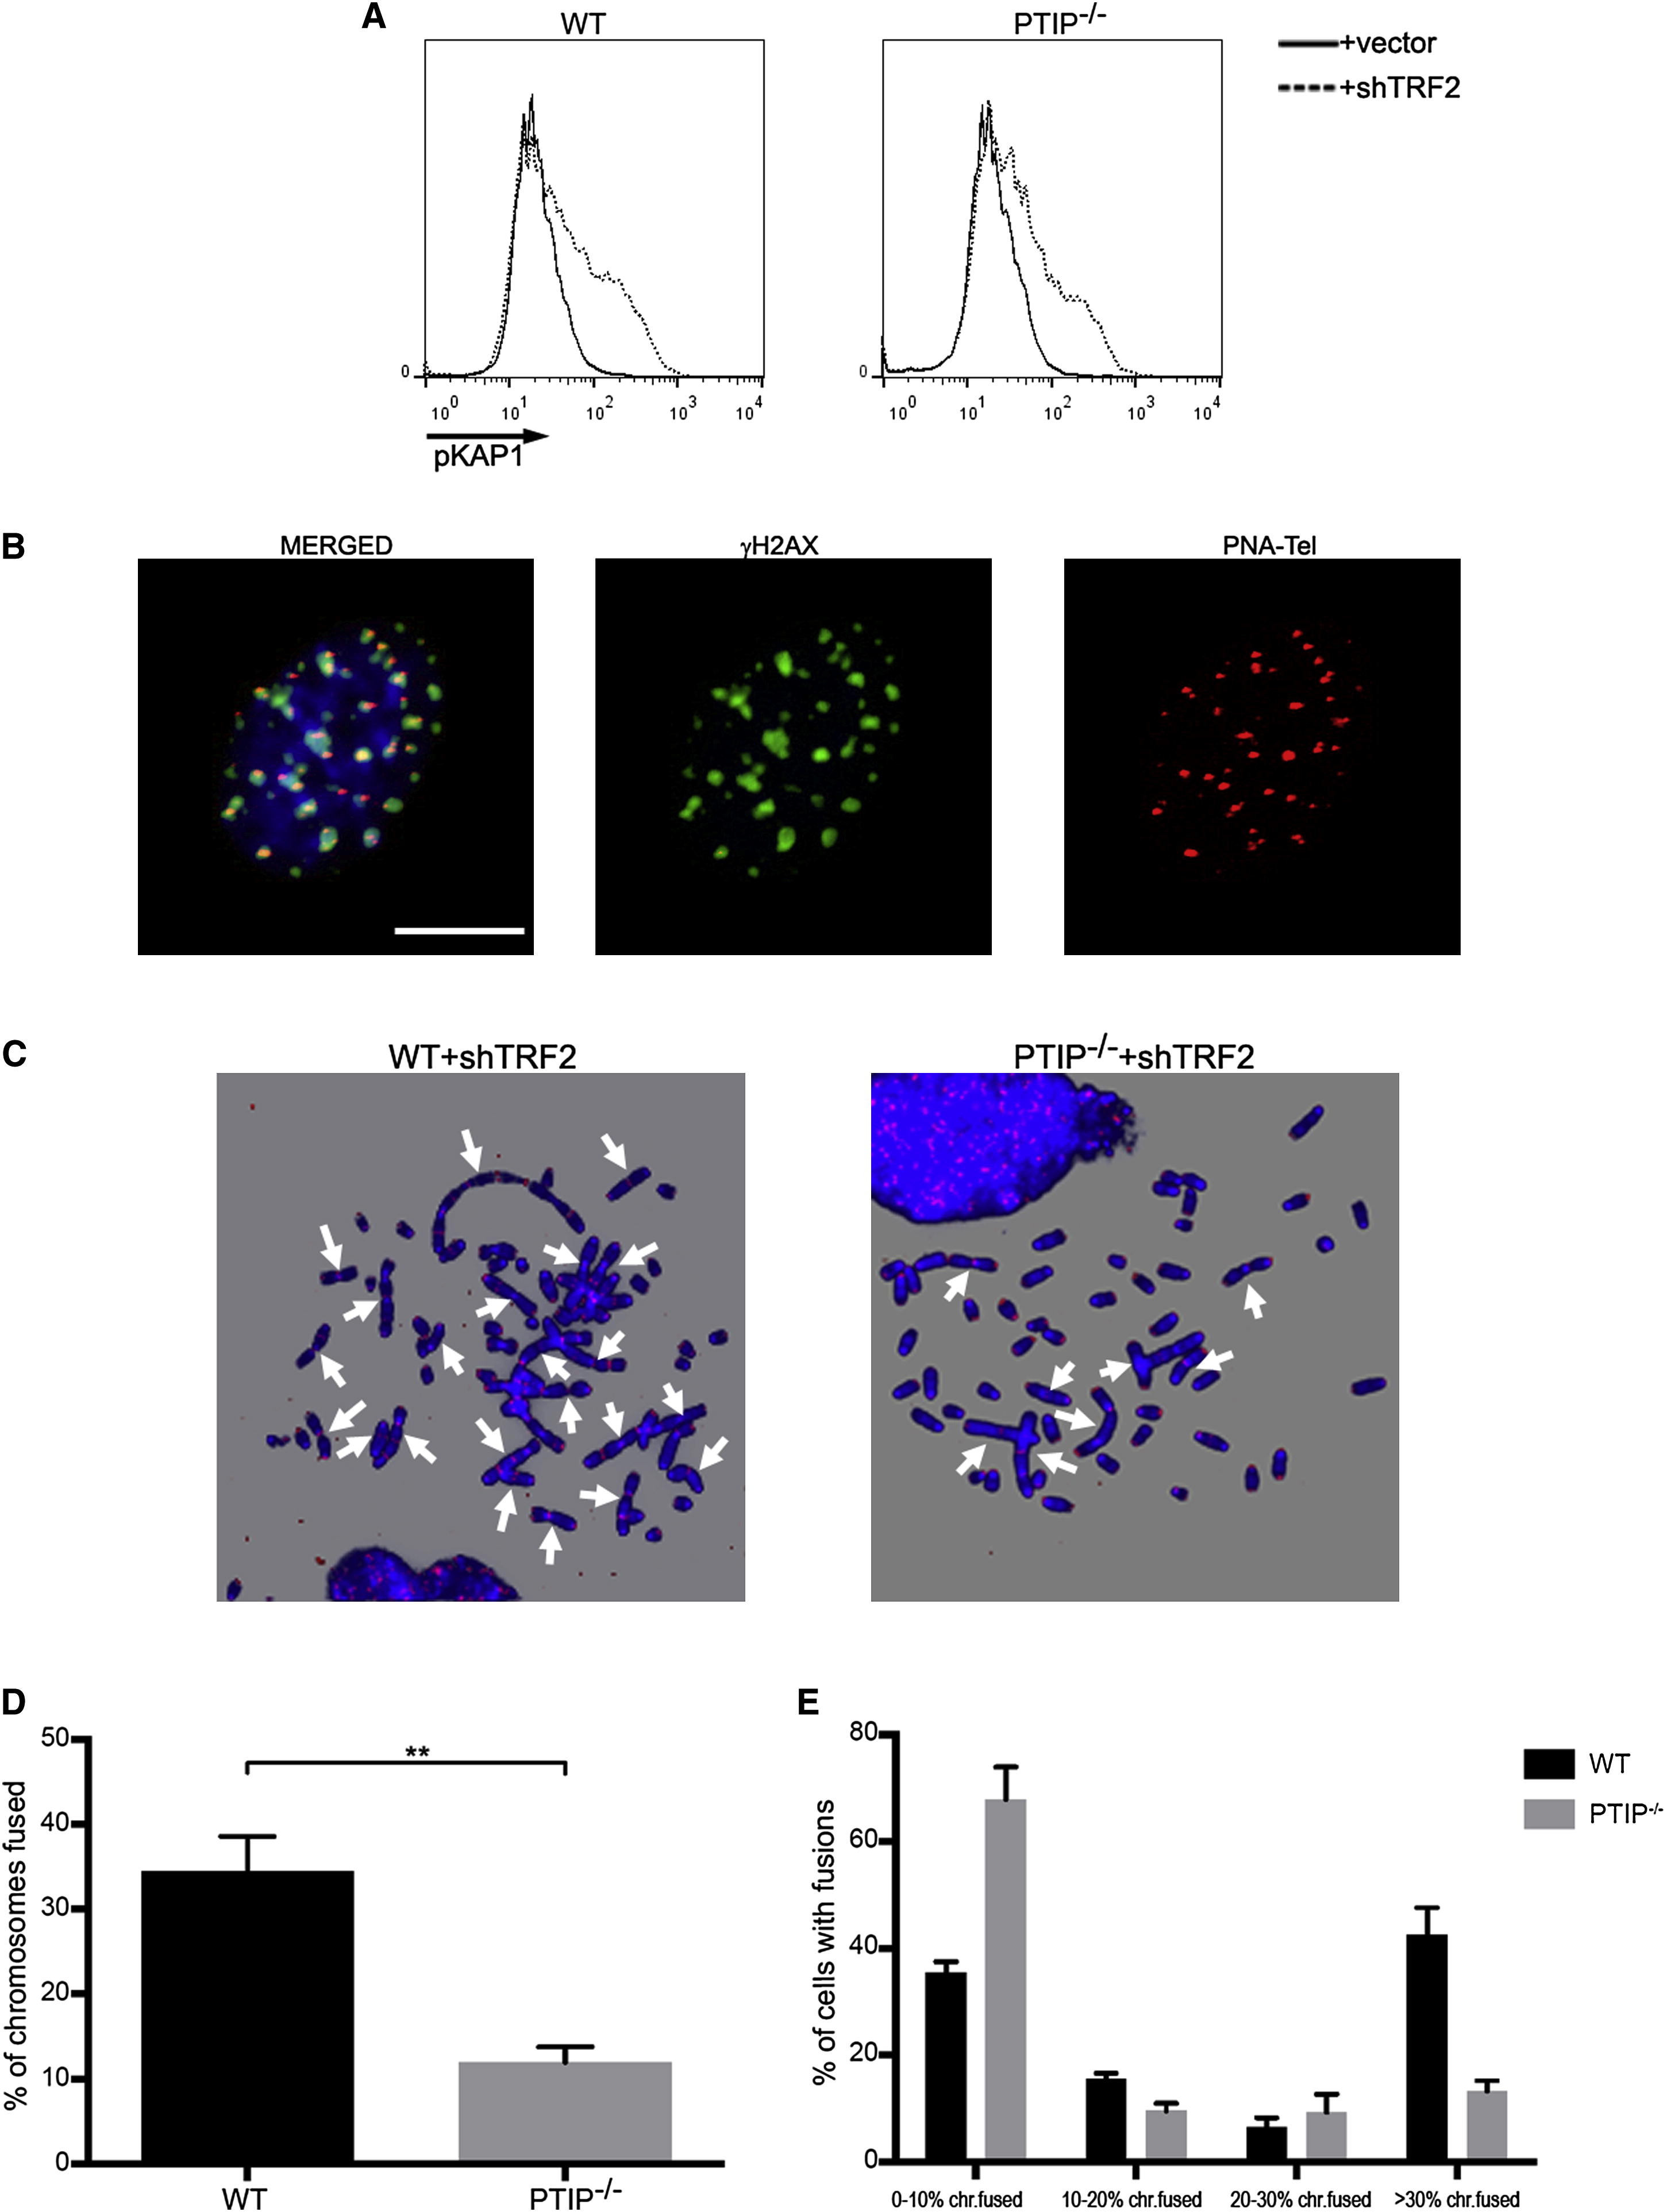 A
WT
PTIP-/-
+vector
+shTRF2
0
10^0 10^1 10^2 10^3 10^4
0
10^0 10^1 10^2 10^3 10^4
pKAP1
B
MERGED
γH2AX
PNA-Tel
C
WT+shTRF2
PTIP-/-+shTRF2
D
% of chromosomes fused
50
40
30
20
10
0
**
WT
PTIP-/-
E
% of cells with fusions
80
60
40
20
0
WT
PTIP-/-
0-10% chr.fused
10-20% chr.fused
20-30% chr.fused
>30% chr.fused